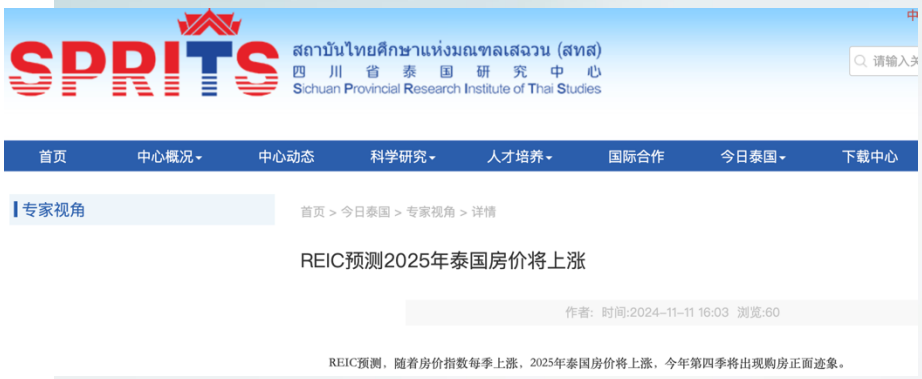 中
SPRITS
สถาบันไทยศึกษาแห่งมณฑลเสฉวน (สทส)
四川省泰国研究中心
Sichuan Provincial Research Institute of Thai Studies
请输入关
首页 中心概况 中心动态 科学研究 人才培养 国际合作 今日泰国 下载中心
专家视角
首页 > 今日泰国 > 专家视角 > 详情
REIC预测2025年泰国房价将上涨
作者: 时间:2024-11-11 16:03 浏览:60
REIC预测，随着房价指数每季上涨，2025年泰国房价将上涨，今年第四季将出现购房正面迹象。